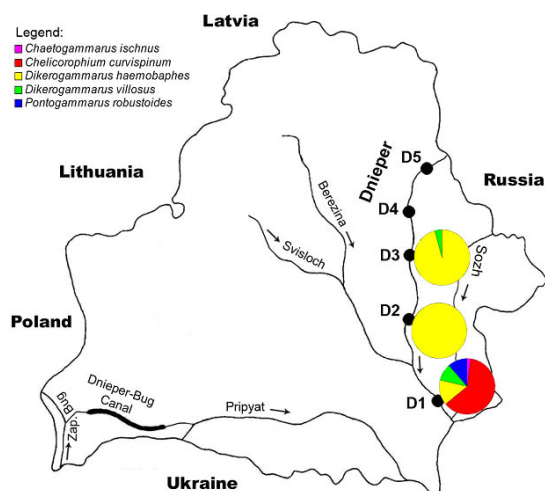 Latvia
Legend:
Chaetogammarus ischnus
Chelicorophium curvispinum
Dikerogammarus haemobaphes
Dikerogammarus villosus
Pontogammarus robustoides
Lithuania
Dnieper
D5
Russia
Berezina
D4
Svisloch
D3
Sozh
Poland
D2
Dnieper-Bug
Canal
Bug
Zap.
Pripyat
D1
Ukraine